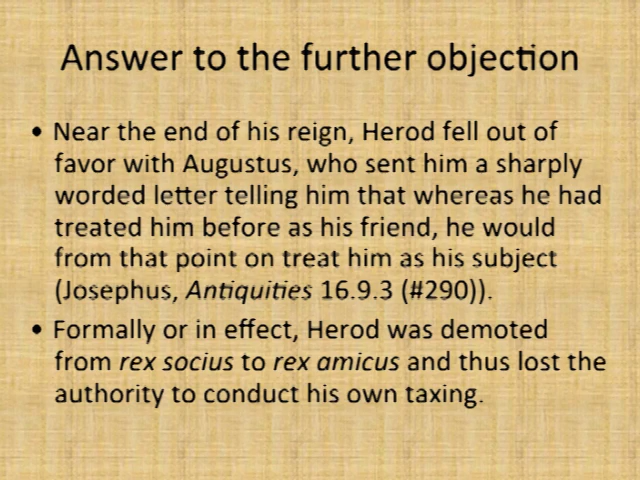 Answer to the further objection
• Near the end of his reign, Herod fell out of
favor with Augustus, who sent him a sharply
worded letter telling him that whereas he had
treated him before as his friend, he would
from that point on treat him as his subject
(Josephus, Antiquities 16.9.3 (#290)).
• Formally or in effect, Herod was demoted
from rex socius to rex amicus and thus lost the
authority to conduct his own taxing.